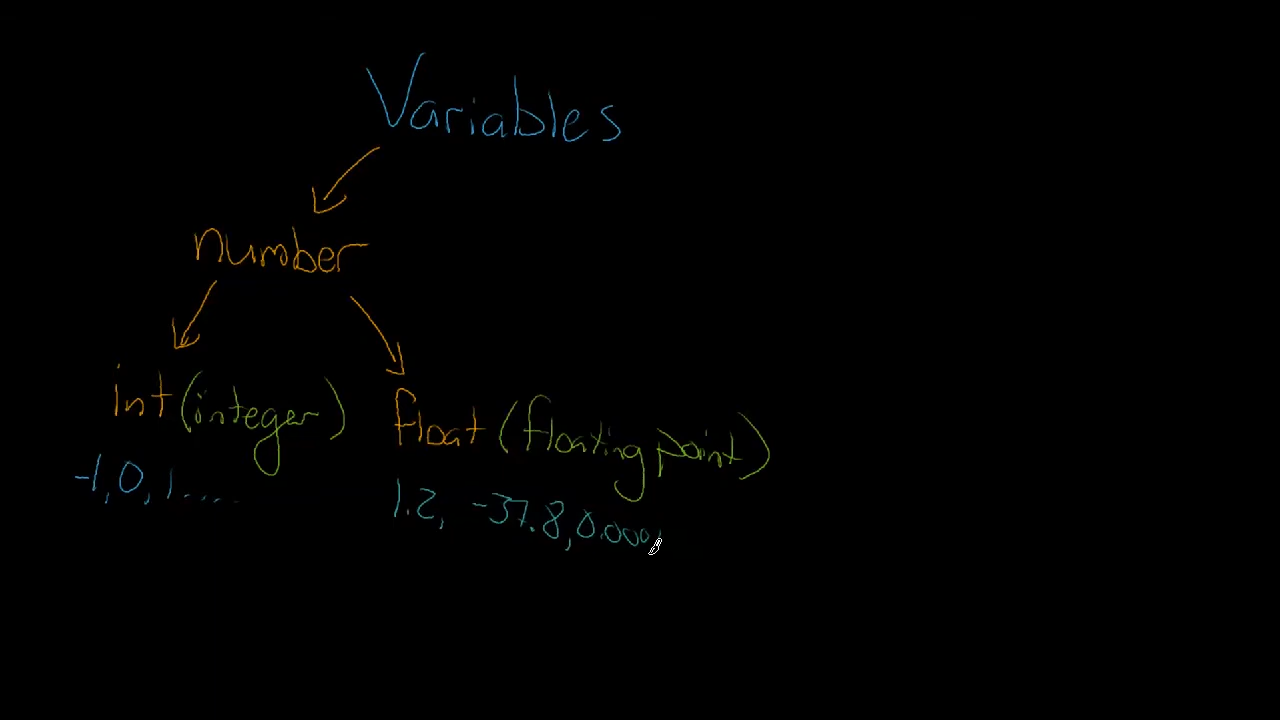 Variables
number
int (integer) float (floating point)
-1, 0, 1..... 1.2, -37.8, 0.000